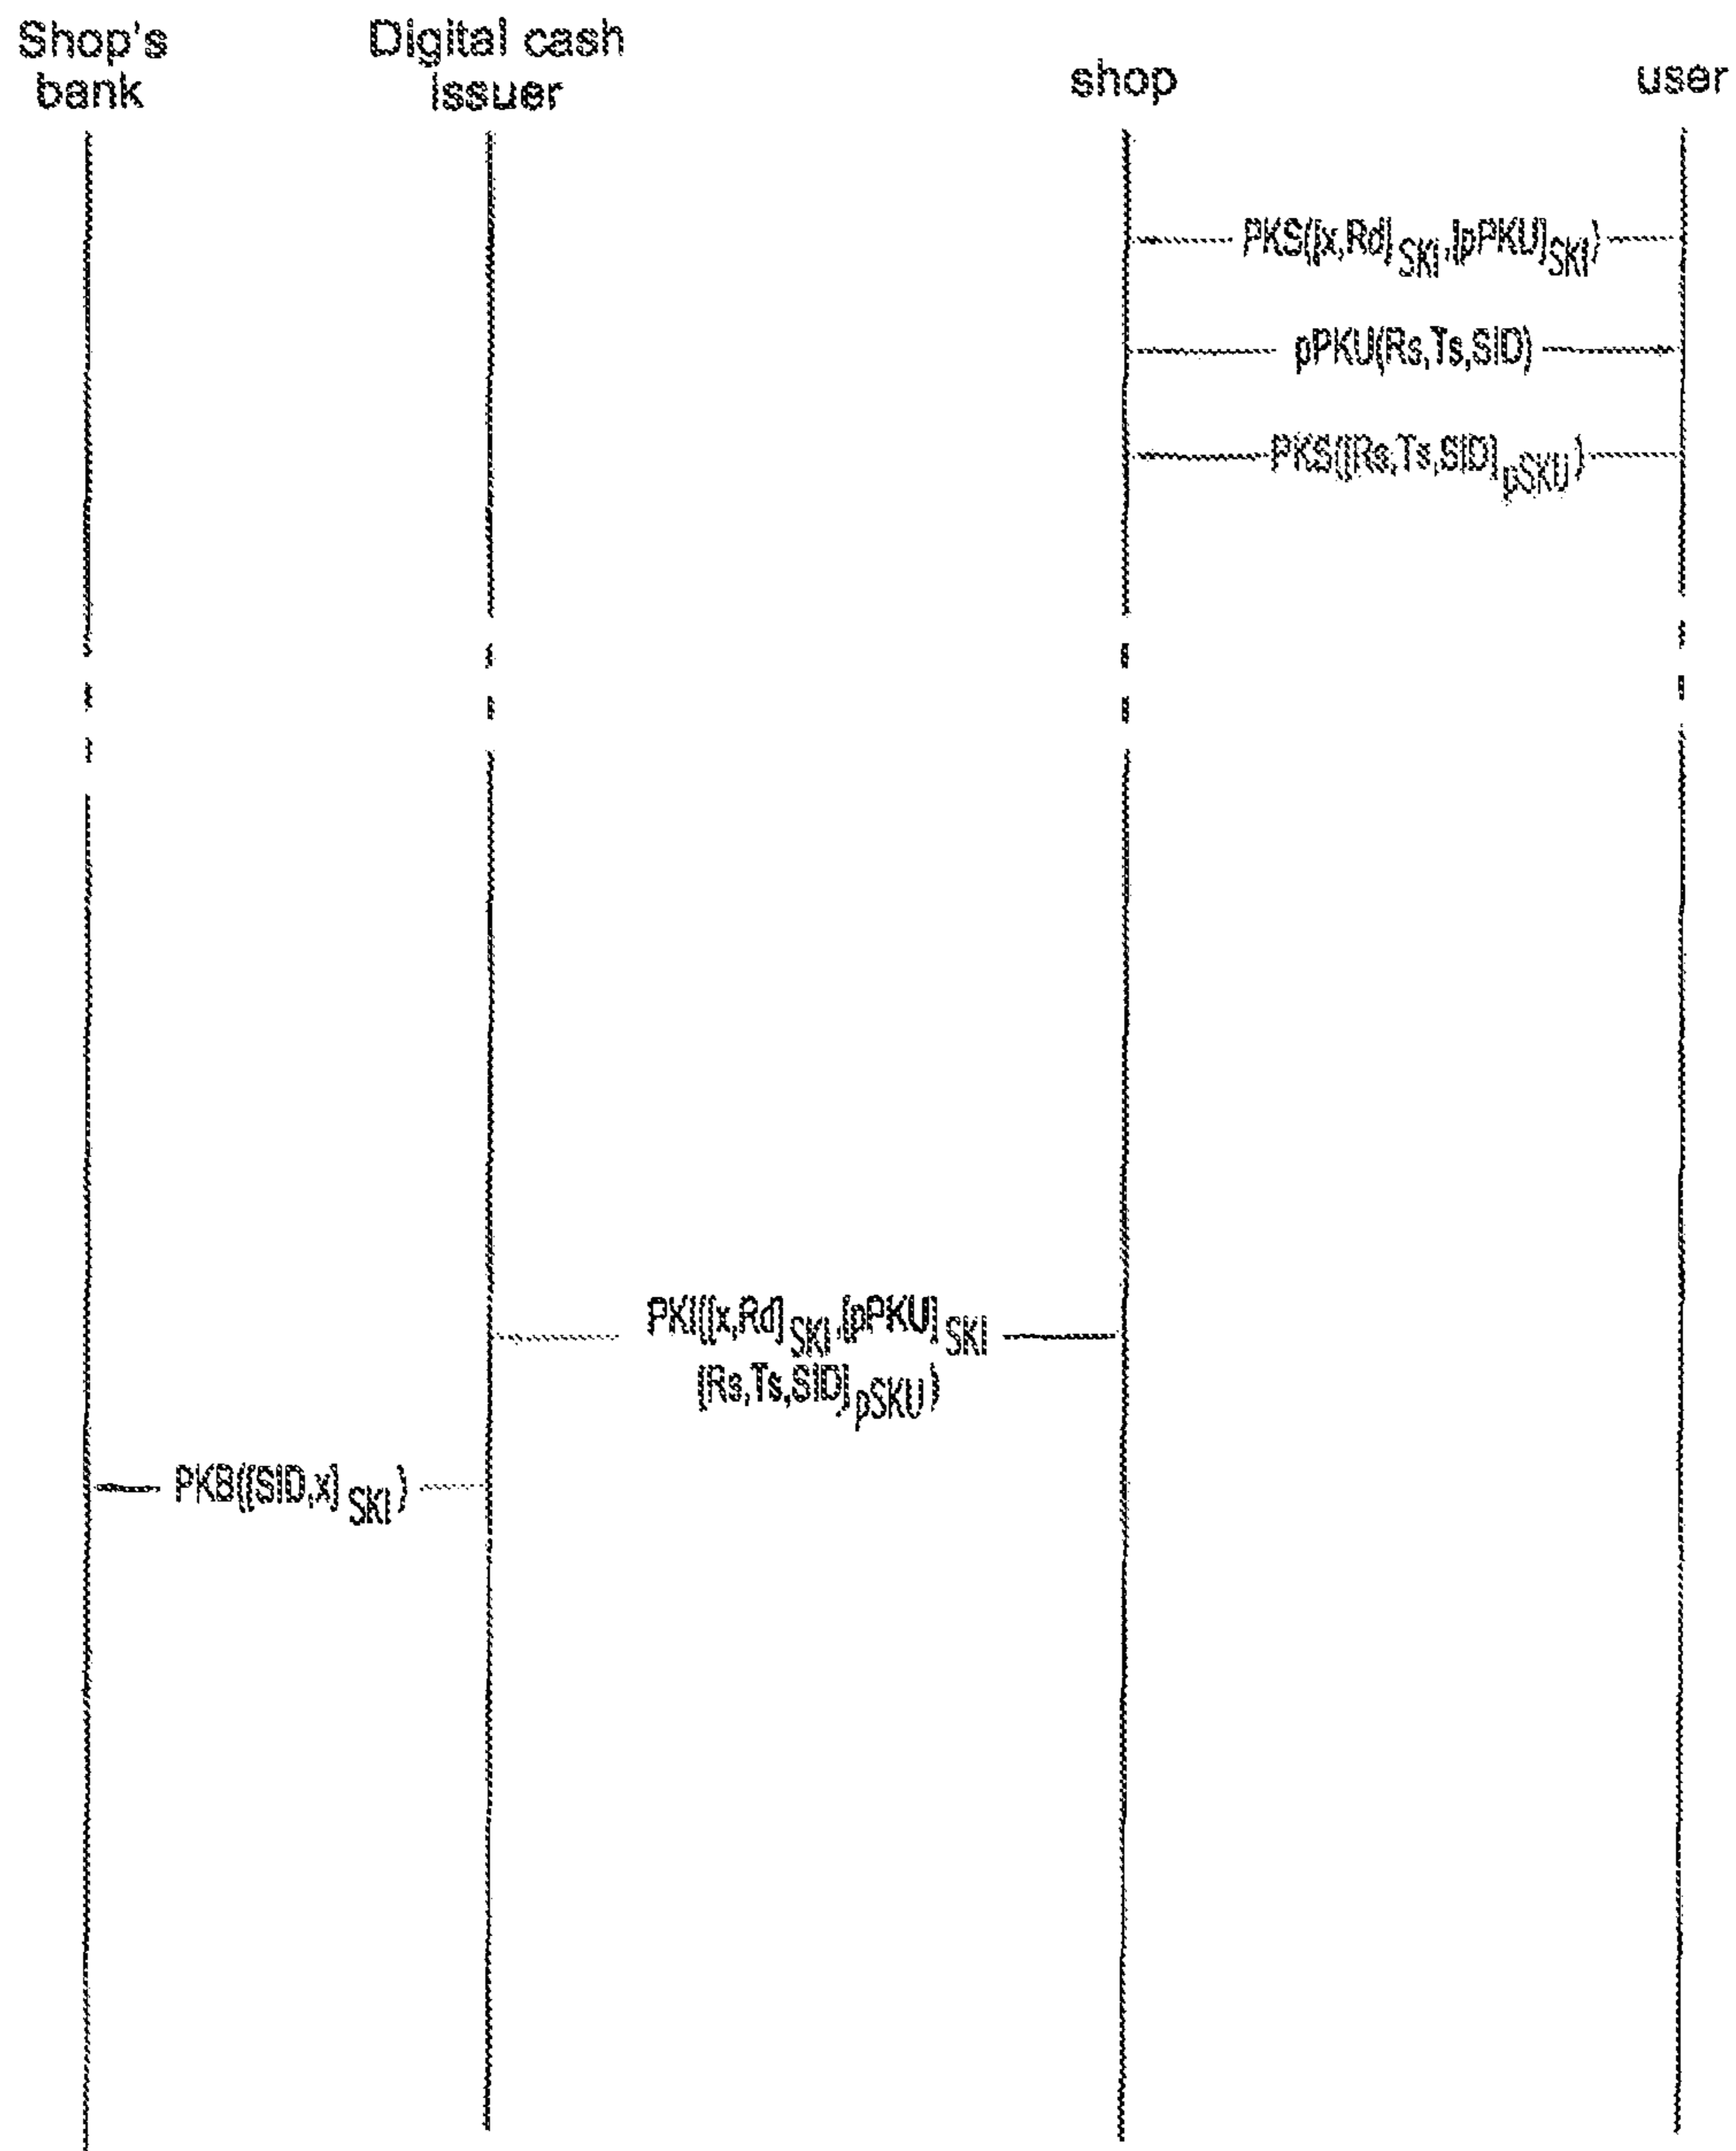 Shop's
bank
Digital cash
issuer
shop
user
PKS([x,Rd]SKI,[pPKU]SKI)
pPKU(Rs,Ts,SID)
PKS([Rs,Ts,SID]pSKU)
PKI([x,Rd]SKI,[pPKU]SKI
[Rs,Ts,SID]pSKU)
PKB([SID,x]SKI)